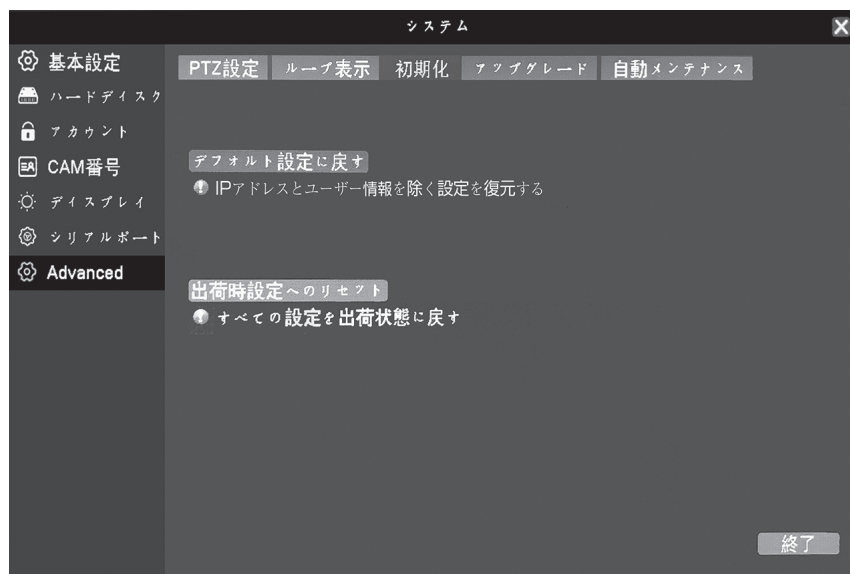 システム
基本設定
ハードディスク
アカウント
CAM番号
ディスプレイ
シリアルポート
Advanced
PTZ設定 ループ表示 初期化 アップグレード 自動メンテナンス
デフォルト設定に戻す
IPアドレスとユーザー情報を除く設定を復元する
出荷時設定へのリセット
すべての設定を出荷状態に戻す
終了